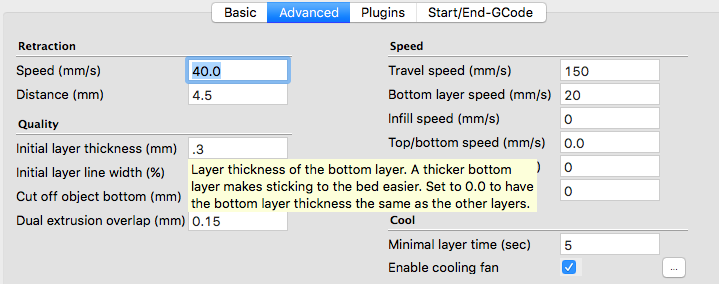 Basic Advanced Plugins Start/End-GCode
Retraction
Speed (mm/s) 40.0
Distance (mm) 4.5
Quality
Initial layer thickness (mm) .3
Initial layer line width (%)
Cut off object bottom (mm)
Dual extrusion overlap (mm) 0.15
Layer thickness of the bottom layer. A thicker bottom
layer makes sticking to the bed easier. Set to 0.0 to have
the bottom layer thickness the same as the other layers.
Speed
Travel speed (mm/s) 150
Bottom layer speed (mm/s) 20
Infill speed (mm/s) 0
Top/bottom speed (mm/s) 0.0
) 0
0
Cool
Minimal layer time (sec) 5
Enable cooling fan ...